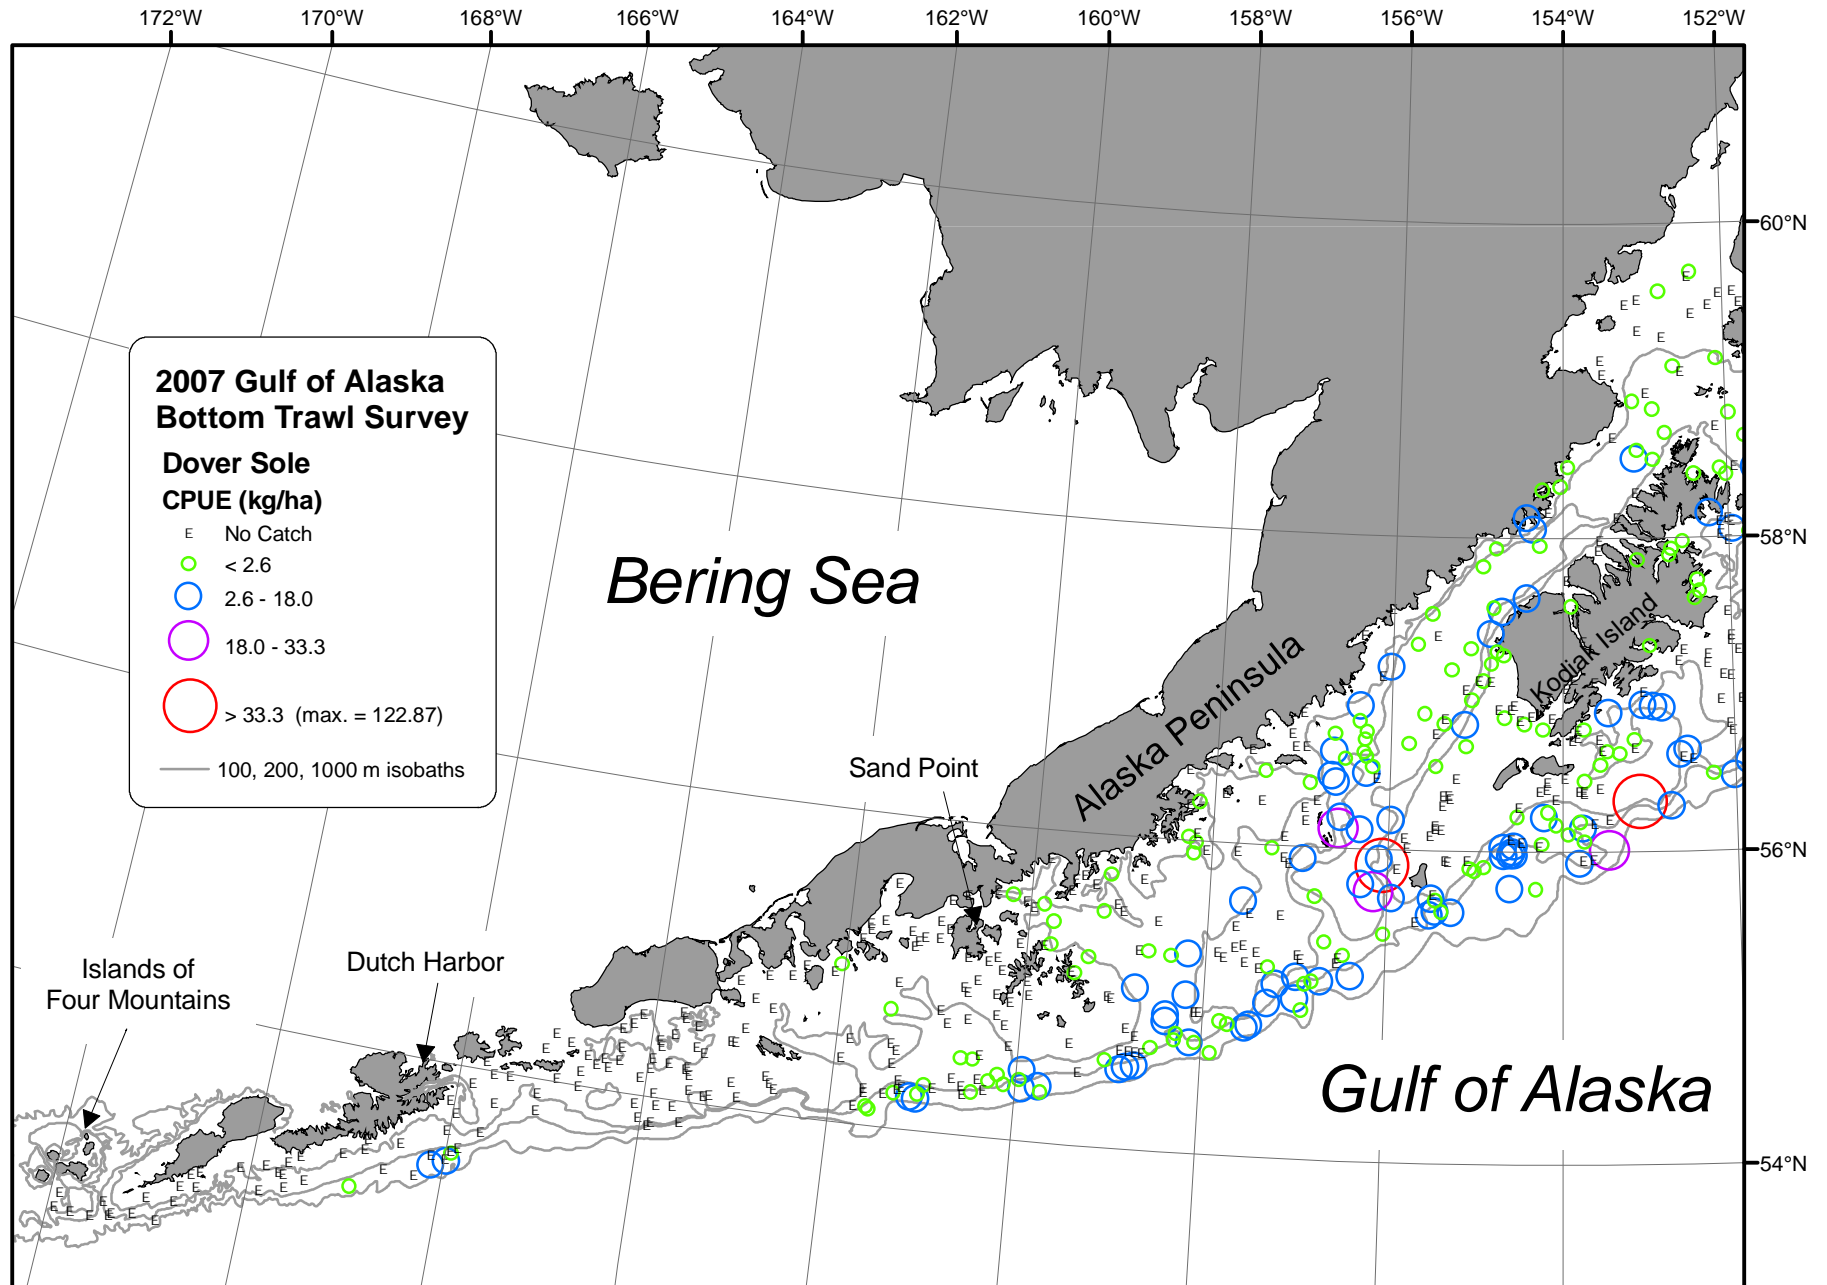 172°W 170°W 168°W 166°W 164°W 162°W 160°W 158°W 156°W 154°W 152°W
60°N
2007 Gulf of Alaska
Bottom Trawl Survey
Dover Sole
CPUE (kg/ha)
E No Catch
< 2.6
2.6 - 18.0
18.0 - 33.3
> 33.3 (max. = 122.87)
100, 200, 1000 m isobaths
58°N
Bering Sea
Kodiak Island
Alaska Peninsula
Sand Point
56°N
Dutch Harbor
Islands of
Four Mountains
Gulf of Alaska
54°N